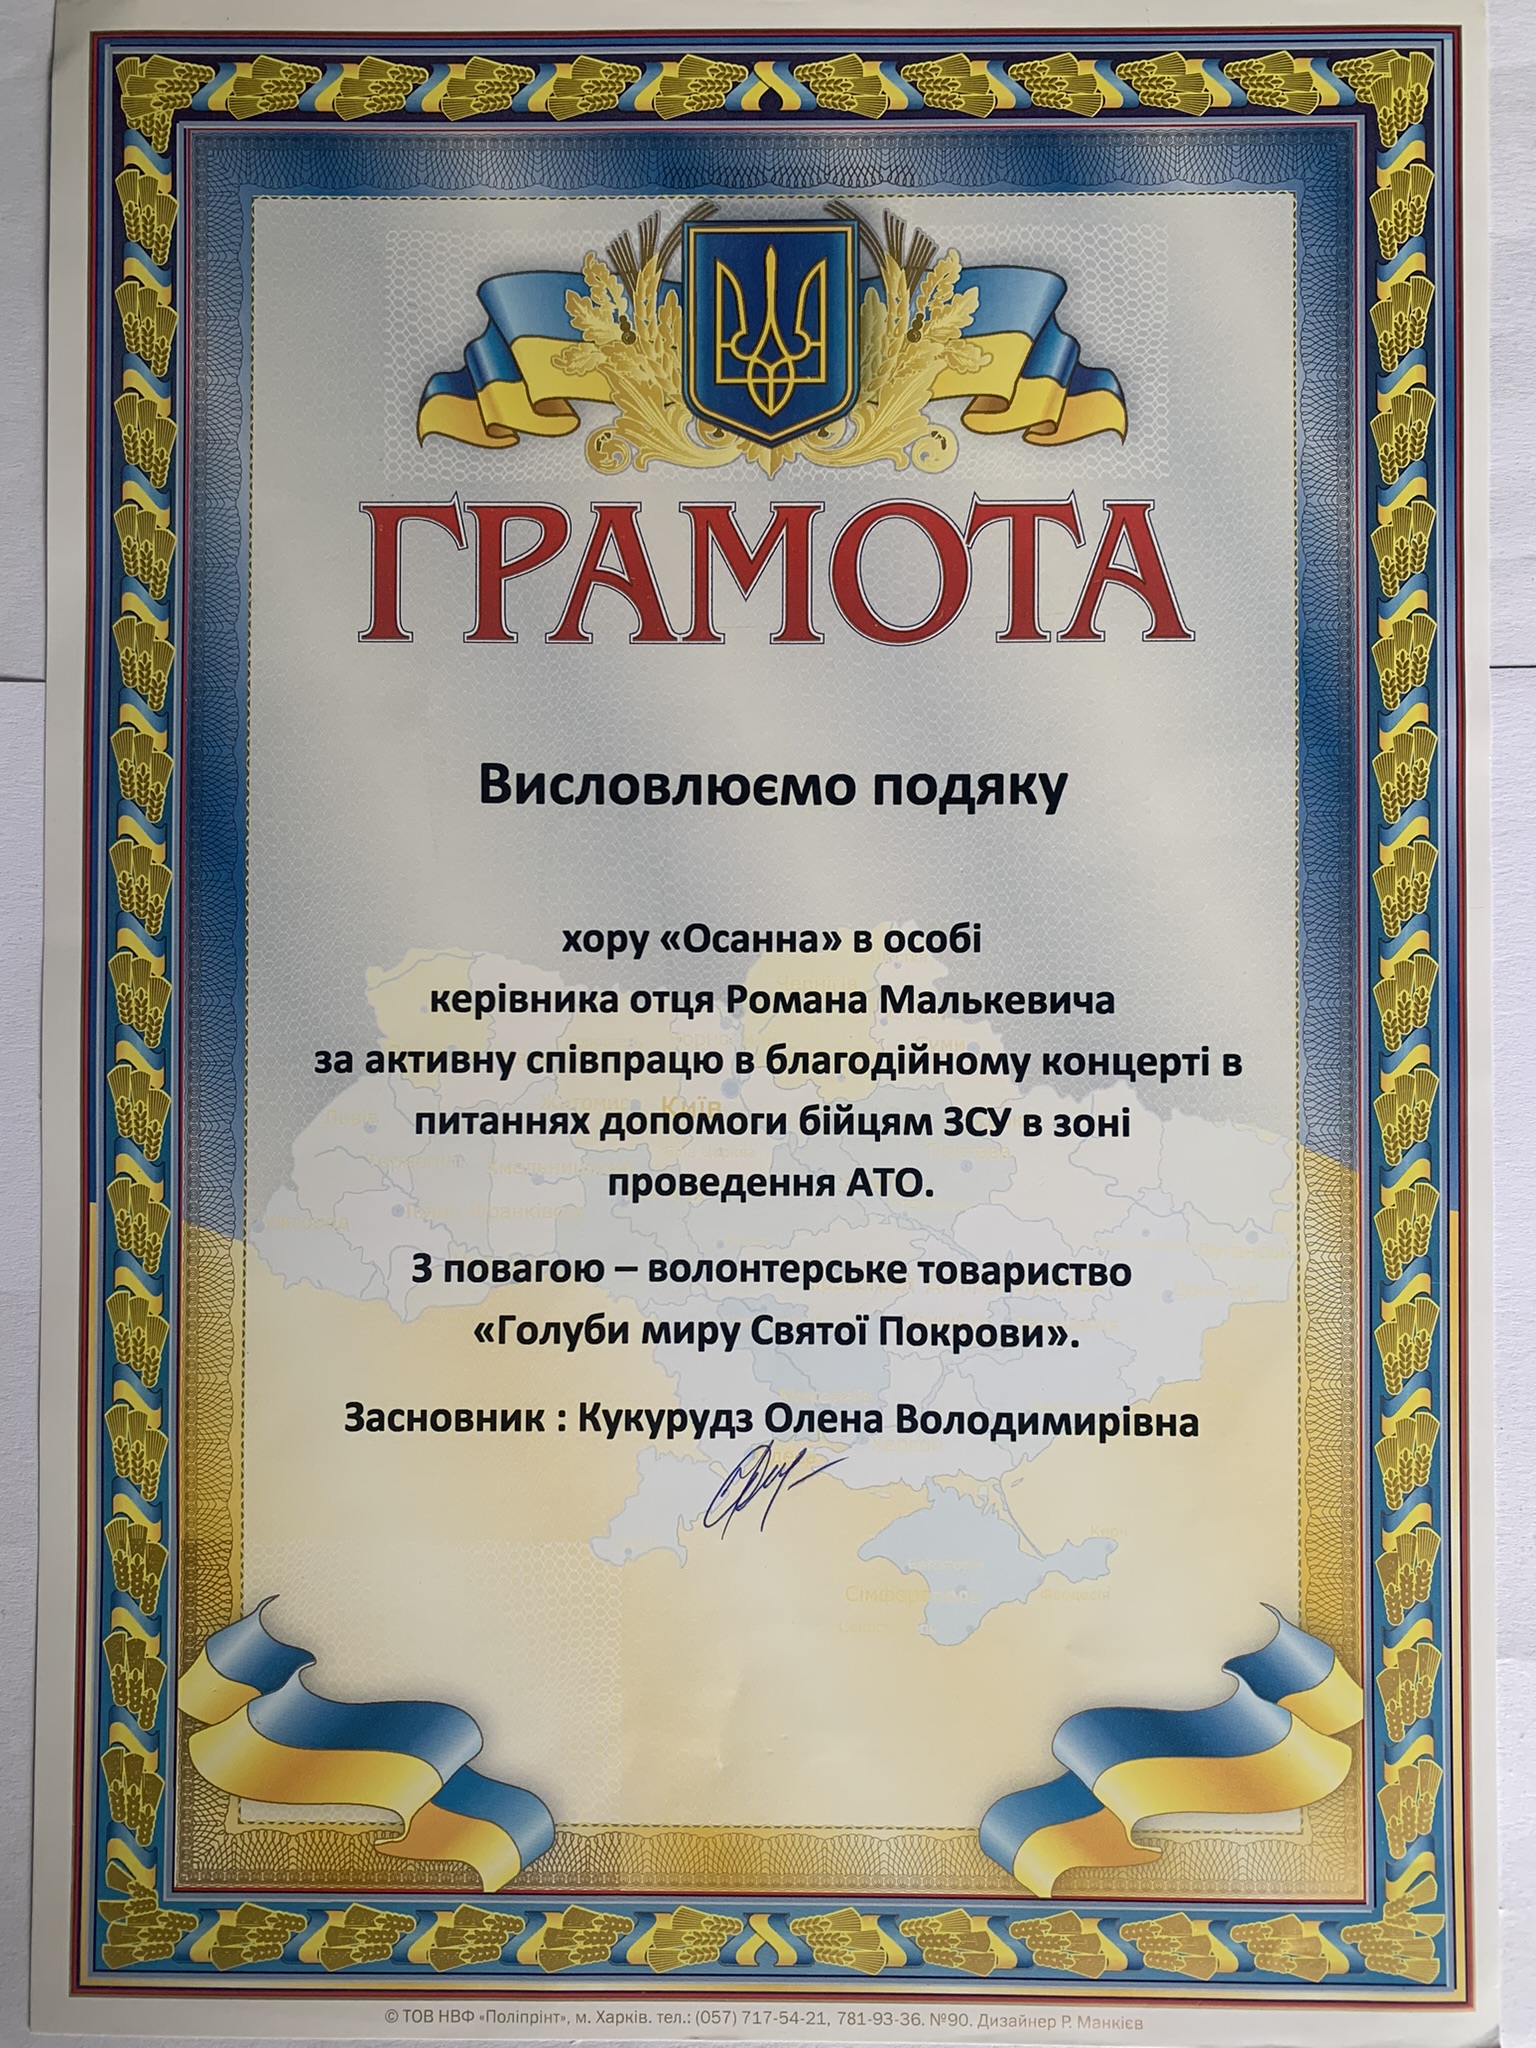 ГРАМОТА
Висловлюємо подяку
хору «Осанна» в особі
керівника отця Романа Малькевича
за активну співпрацю в благодійному концерті в
питаннях допомоги бійцям ЗСУ в зоні
проведення АТО.
З повагою – волонтерське товариство
«Голуби миру Святої Покрови».
Засновник : Кукурудз Олена Володимирівна
© ТОВ НВФ «Поліпрінт», м. Харків. тел.: (057) 717-54-21, 781-93-36. №90. Дизайнер Р. Манкієв